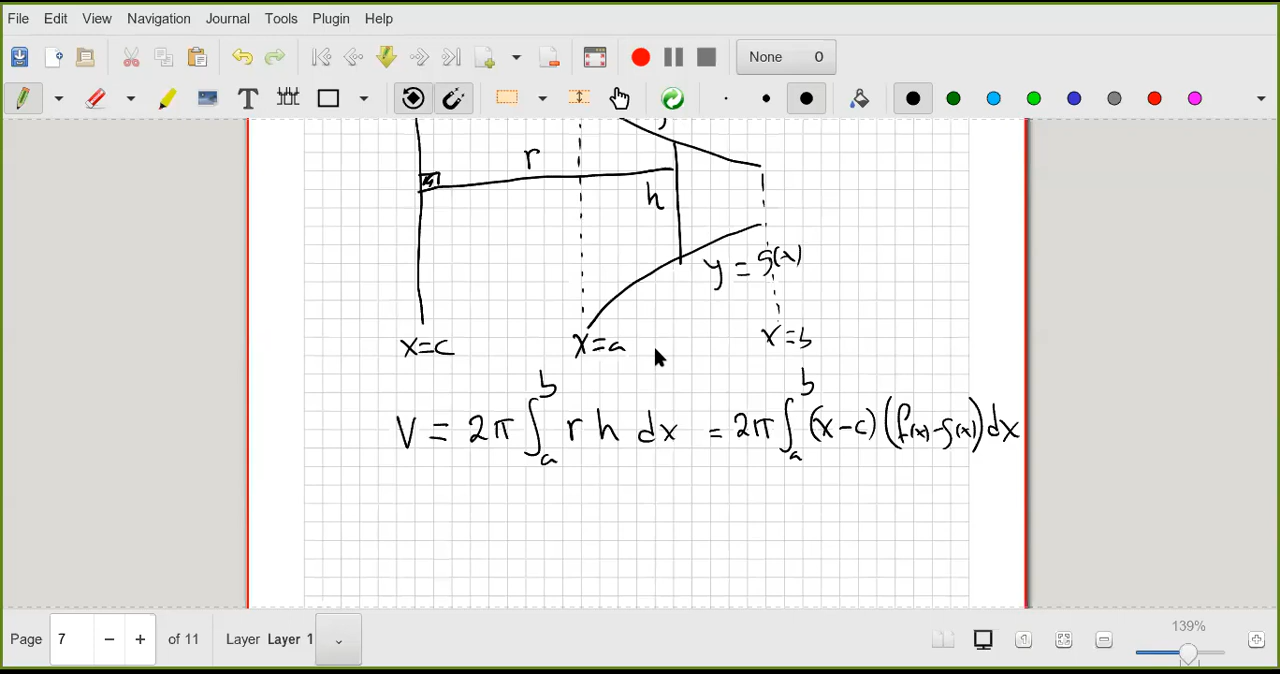 File Edit View Navigation Journal Tools Plugin Help
None 0
T
r
h
y = g(x)
x=c x=a x=b
V = 2π ∫_a^b r h dx = 2π ∫_a^b (x-c) (f(x)-g(x)) dx
Page 7 - + of 11 Layer Layer 1 139%